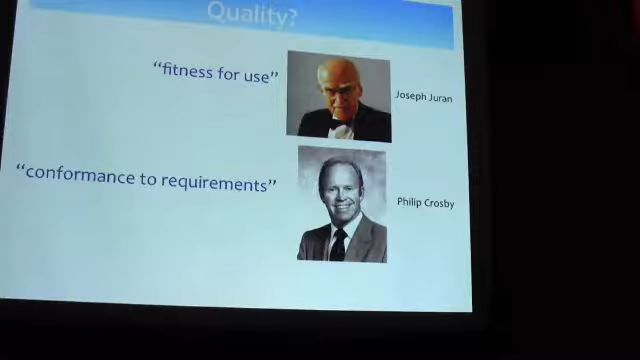 Quality?
“fitness for use”
Joseph Juran
“conformance to requirements”
Philip Crosby